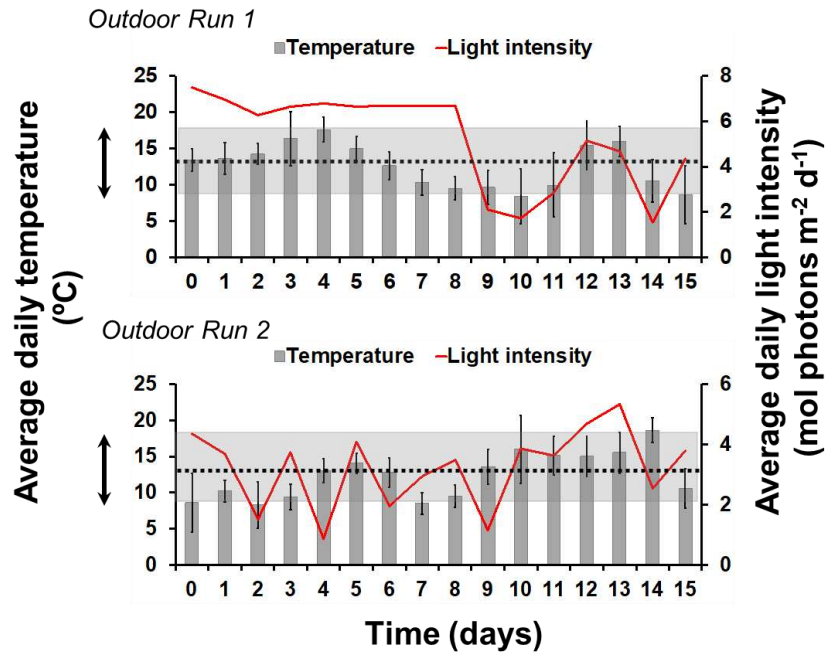 Outdoor Run 1
Temperature Light intensity
25
20
15
10
5
0
8
6
4
2
0
0 1 2 3 4 5 6 7 8 9 10 11 12 13 14 15
Outdoor Run 2
Temperature Light intensity
25
20
15
10
5
0
6
4
2
0
0 1 2 3 4 5 6 7 8 9 10 11 12 13 14 15
Time (days)
Average daily temperature
(ºC)
Average daily light intensity
(mol photons m⁻² d⁻¹)